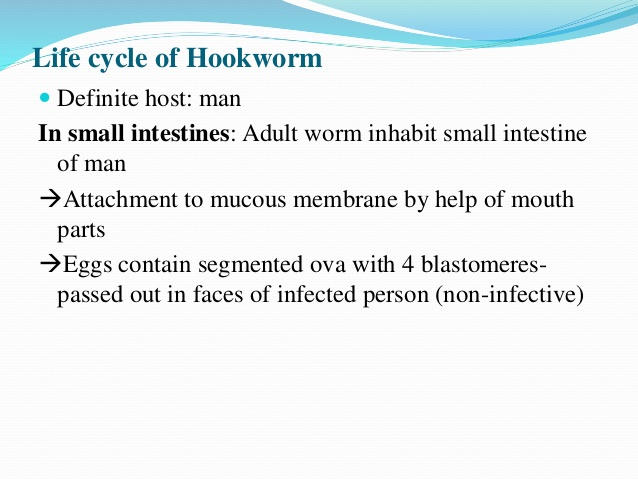 Life cycle of Hookworm
• Definite host: man
In small intestines: Adult worm inhabit small intestine
of man
→Attachment to mucous membrane by help of mouth
parts
→Eggs contain segmented ova with 4 blastomeres-
passed out in faces of infected person (non-infective)